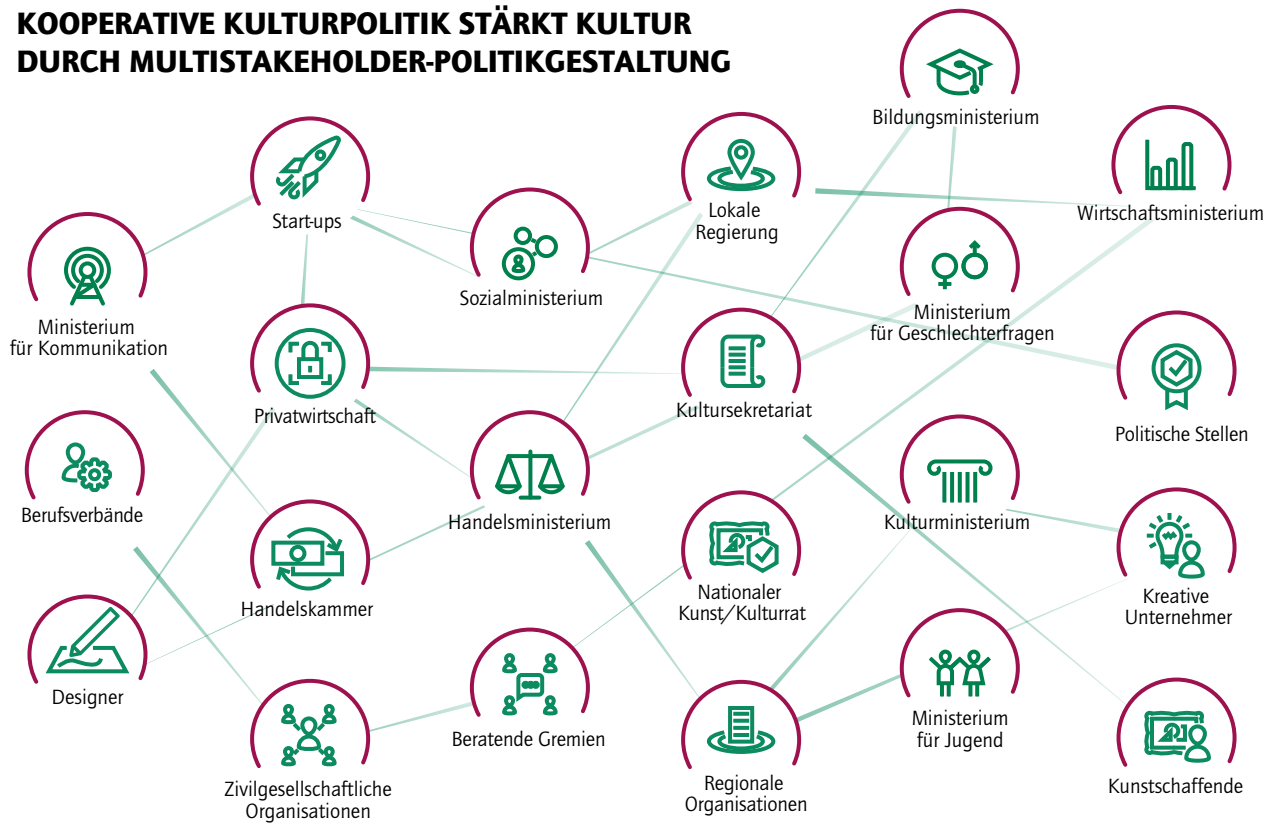 KOOPERATIVE KULTURPOLITIK STÄRKT KULTUR
DURCH MULTISTAKEHOLDER-POLITIKGESTALTUNG
Bildungsministerium
Start-ups
Lokale
Regierung
Wirtschaftsministerium
Sozialministerium
Ministerium
für Kommunikation
Ministerium
für Geschlechterfragen
Privatwirtschaft
Kultursekretariat
Politische Stellen
Berufsverbände
Handelsministerium
Kulturministerium
Handelskammer
Nationaler
Kunst/Kulturrat
Kreative
Unternehmer
Designer
Beratende Gremien
Ministerium
für Jugend
Zivilgesellschaftliche
Organisationen
Regionale
Organisationen
Kunstschaffende